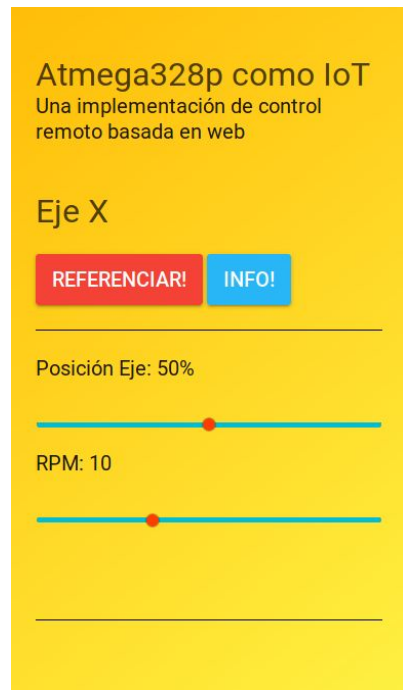 Atmega328p como IoT
Una implementación de control
remoto basada en web
Eje X
REFERENCIAR! INFO!
Posición Eje: 50%
RPM: 10